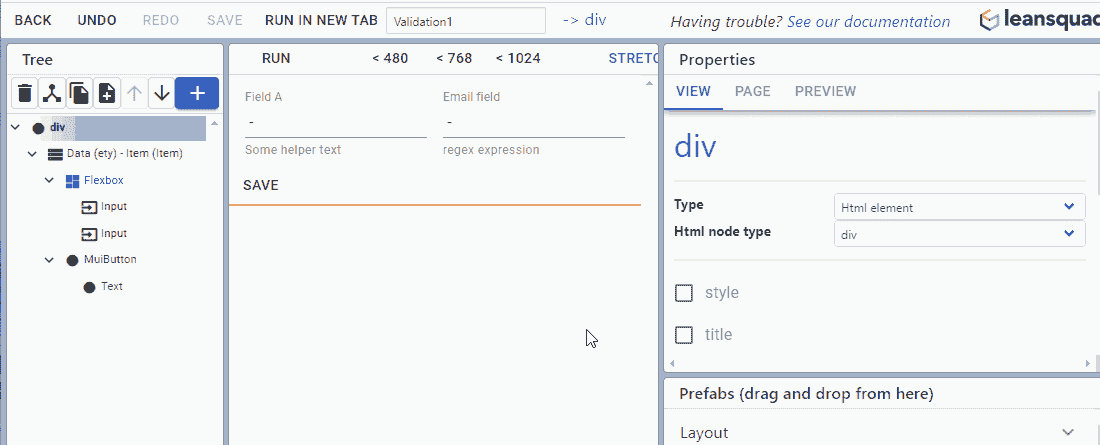 BACK UNDO REDO SAVE RUN IN NEW TAB Validation1 -> div Having trouble? See our documentation leansquad
Tree
RUN < 480 < 768 < 1024 STRETC
Properties
VIEW PAGE PREVIEW
div
Data (ety) - Item (Item)
Flexbox
Input
Input
MuiButton
Text
Field A Email field
- -
Some helper text regex expression
SAVE
div
Type Html element
Html node type div
style
title
Prefabs (drag and drop from here)
Layout